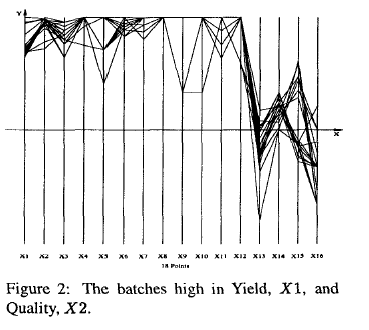 Y
X
X1 X2 X3 X4 X5 X6 X7 X8 X9 X10 X11 X12 X13 X14 X15 X16
18 Points
Figure 2: The batches high in Yield, X1, and
Quality, X2.